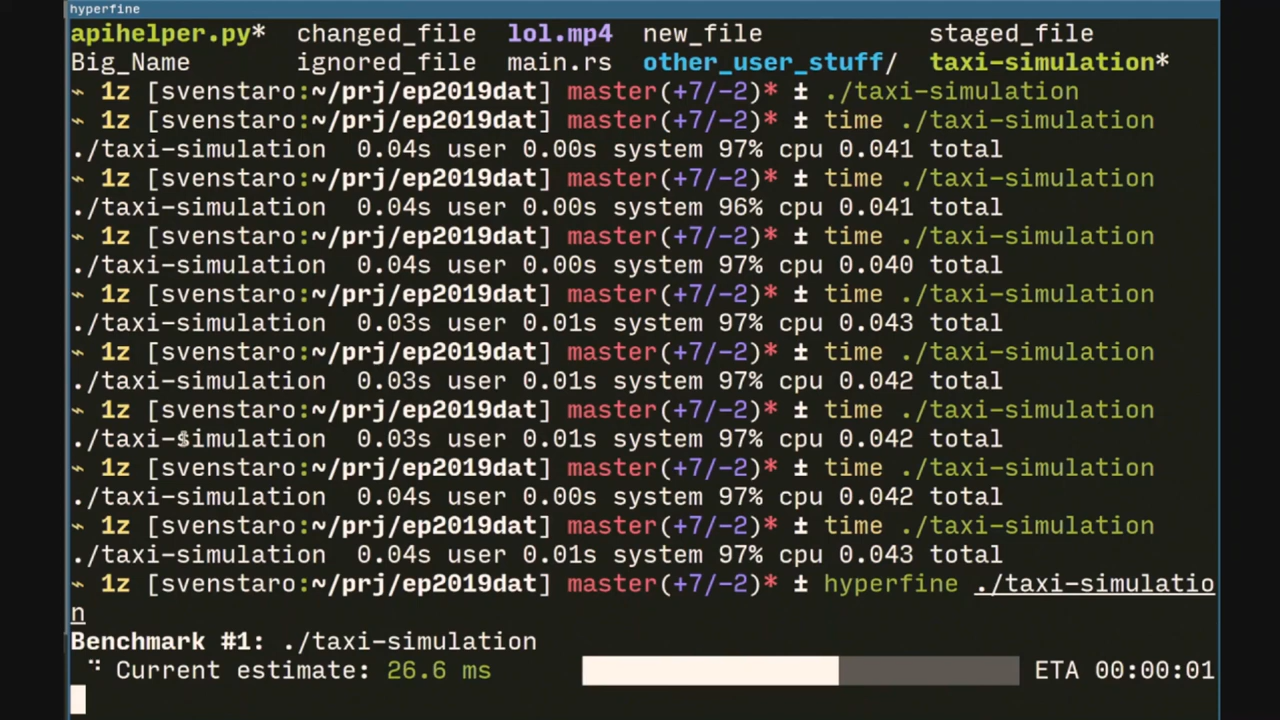 hyperfine
apihelper.py* changed_file lol.mp4 new_file staged_file
Big_Name ignored_file main.rs other_user_stuff/ taxi-simulation*
~ 1z [svenstaro:~/prj/ep2019dat] master(+7/-2)* ± ./taxi-simulation
~ 1z [svenstaro:~/prj/ep2019dat] master(+7/-2)* ± time ./taxi-simulation
./taxi-simulation 0.04s user 0.00s system 97% cpu 0.041 total
~ 1z [svenstaro:~/prj/ep2019dat] master(+7/-2)* ± time ./taxi-simulation
./taxi-simulation 0.04s user 0.00s system 96% cpu 0.041 total
~ 1z [svenstaro:~/prj/ep2019dat] master(+7/-2)* ± time ./taxi-simulation
./taxi-simulation 0.04s user 0.00s system 97% cpu 0.040 total
~ 1z [svenstaro:~/prj/ep2019dat] master(+7/-2)* ± time ./taxi-simulation
./taxi-simulation 0.03s user 0.01s system 97% cpu 0.043 total
~ 1z [svenstaro:~/prj/ep2019dat] master(+7/-2)* ± time ./taxi-simulation
./taxi-simulation 0.03s user 0.01s system 97% cpu 0.042 total
~ 1z [svenstaro:~/prj/ep2019dat] master(+7/-2)* ± time ./taxi-simulation
./taxi-simulation 0.03s user 0.01s system 97% cpu 0.042 total
~ 1z [svenstaro:~/prj/ep2019dat] master(+7/-2)* ± time ./taxi-simulation
./taxi-simulation 0.04s user 0.00s system 97% cpu 0.042 total
~ 1z [svenstaro:~/prj/ep2019dat] master(+7/-2)* ± time ./taxi-simulation
./taxi-simulation 0.04s user 0.01s system 97% cpu 0.043 total
~ 1z [svenstaro:~/prj/ep2019dat] master(+7/-2)* ± hyperfine ./taxi-simulatio
n
Benchmark #1: ./taxi-simulation
Current estimate: 26.6 ms ETA 00:00:01